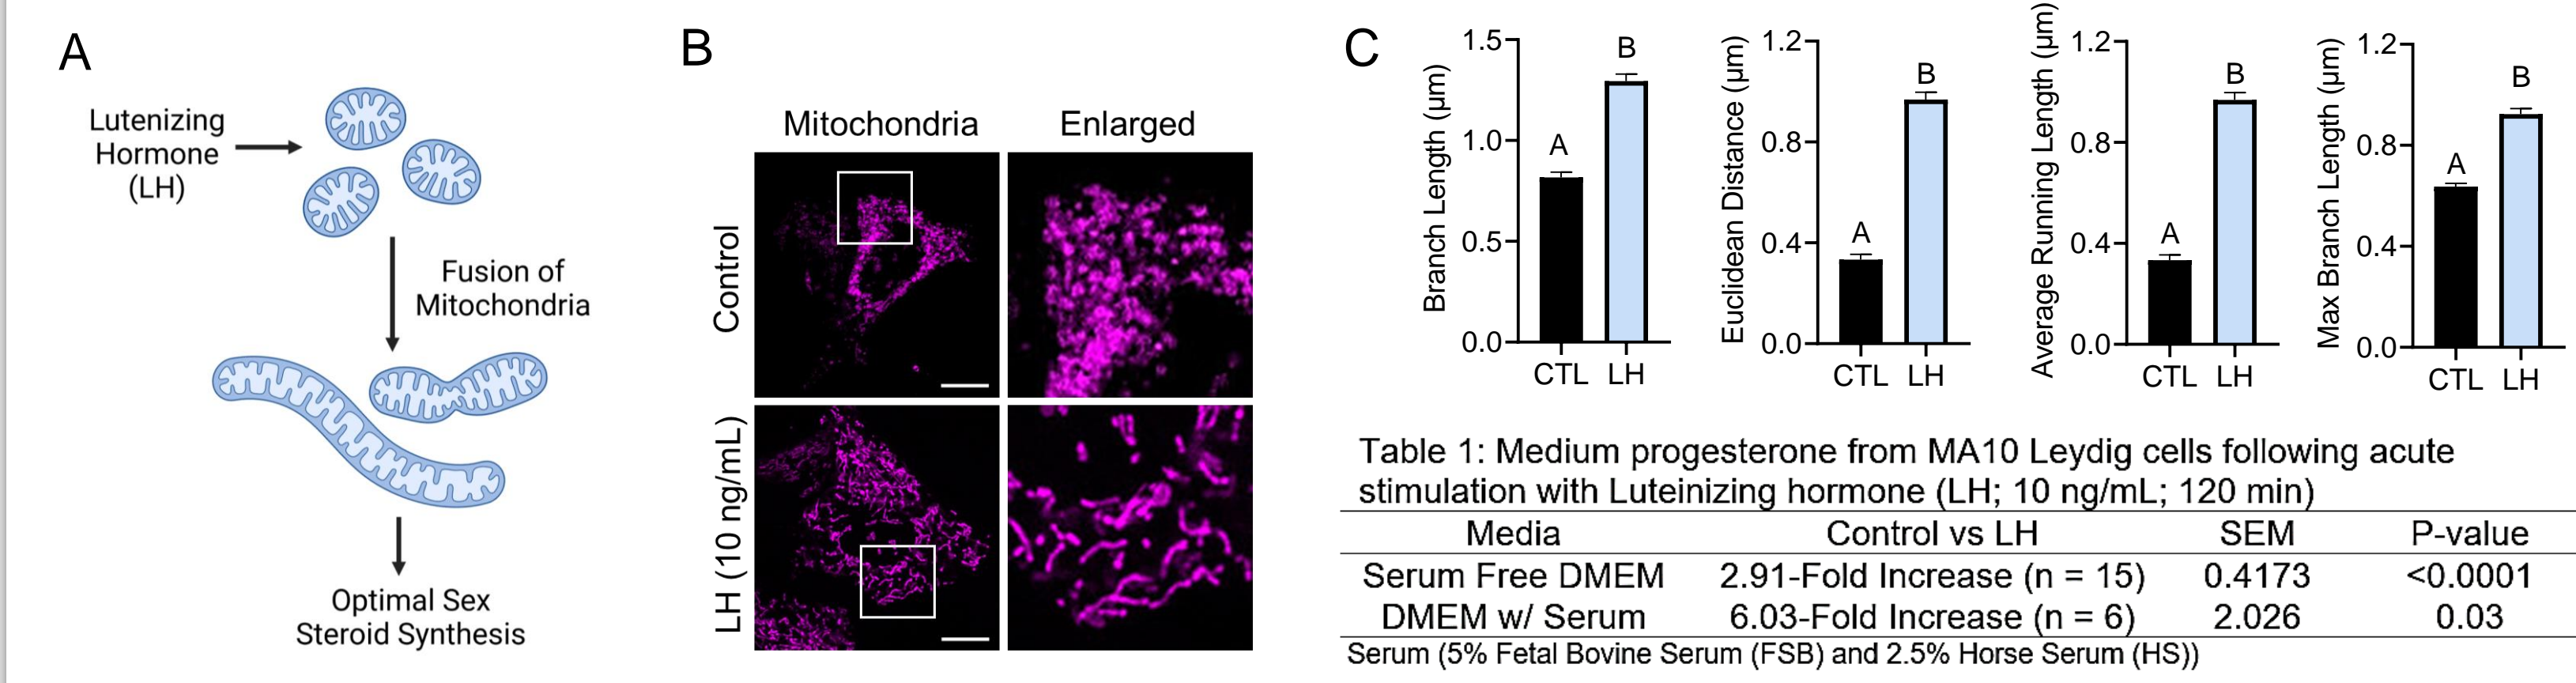 A
Lutenizing
Hormone
(LH)
Fusion of
Mitochondria
Optimal Sex
Steroid Synthesis
B
Mitochondria
Enlarged
Control
LH (10 ng/mL)
C
Branch Length (µm)
1.5
1.0
0.5
0.0
A
B
CTL
LH
Euclidean Distance (µm)
1.2
0.8
0.4
0.0
A
B
CTL
LH
Average Running Length (µm)
1.2
0.8
0.4
0.0
A
B
CTL
LH
Max Branch Length (µm)
1.2
0.8
0.4
0.0
A
B
CTL
LH
Table 1: Medium progesterone from MA10 Leydig cells following acute
stimulation with Luteinizing hormone (LH; 10 ng/mL; 120 min)
Media Control vs LH SEM P-value
Serum Free DMEM 2.91-Fold Increase (n = 15) 0.4173 <0.0001
DMEM w/ Serum 6.03-Fold Increase (n = 6) 2.026 0.03
Serum (5% Fetal Bovine Serum (FSB) and 2.5% Horse Serum (HS))